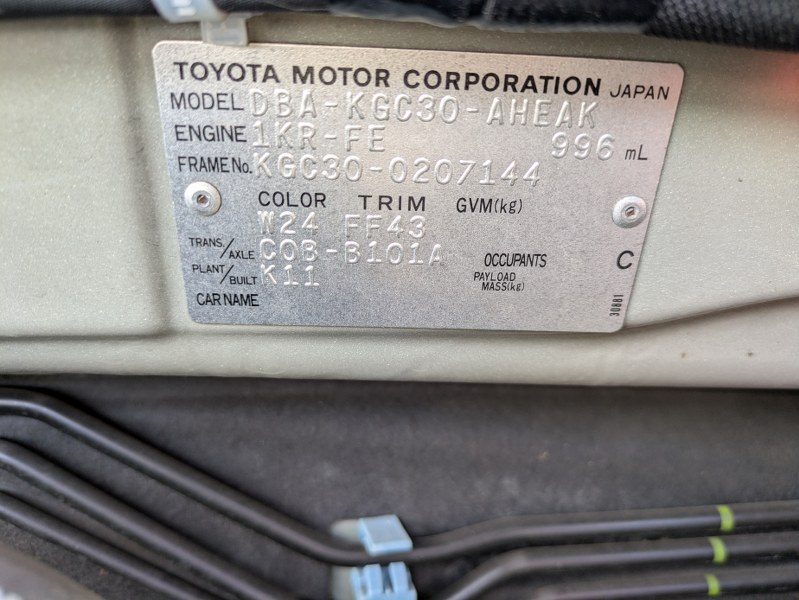 TOYOTA MOTOR CORPORATION JAPAN
MODEL DBA-KGC30-AHEAK
ENGINE 1KR-FE 996 mL
FRAME No. KGC30-0207144
COLOR TRIM GVM(kg)
W24 FF43
TRANS./AXLE C0B-B101A OCCUPANTS C
PLANT/BUILT K11 PAYLOAD MASS(kg)
CAR NAME 30881